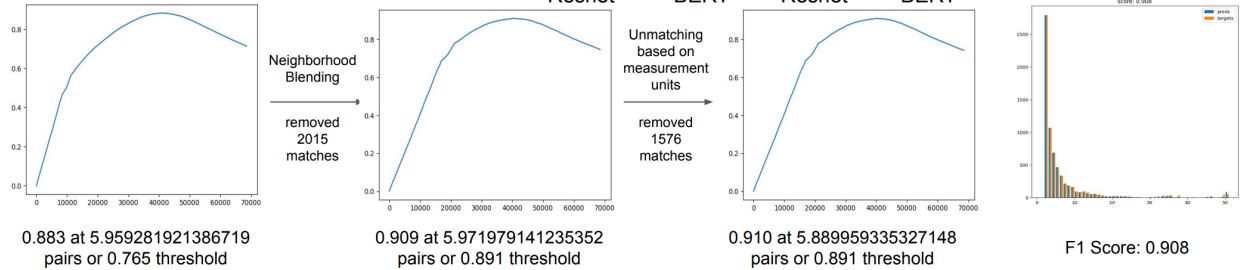 Resnet BERT Resnet BERT
0.8
0.6
0.4
0.2
0.0
0 10000 20000 30000 40000 50000 60000 70000
0.883 at 5.959281921386719
pairs or 0.765 threshold
Neighborhood
Blending
removed
2015
matches
0.8
0.6
0.4
0.2
0.0
0 10000 20000 30000 40000 50000 60000 70000
0.909 at 5.971979141235352
pairs or 0.891 threshold
Unmatching
based on
measurement
units
removed
1576
matches
0.8
0.6
0.4
0.2
0.0
0 10000 20000 30000 40000 50000 60000 70000
0.910 at 5.889959335327148
pairs or 0.891 threshold
score: 0.908
preds
targets
2500
2000
1500
1000
500
0
0 10 20 30 40 50
F1 Score: 0.908